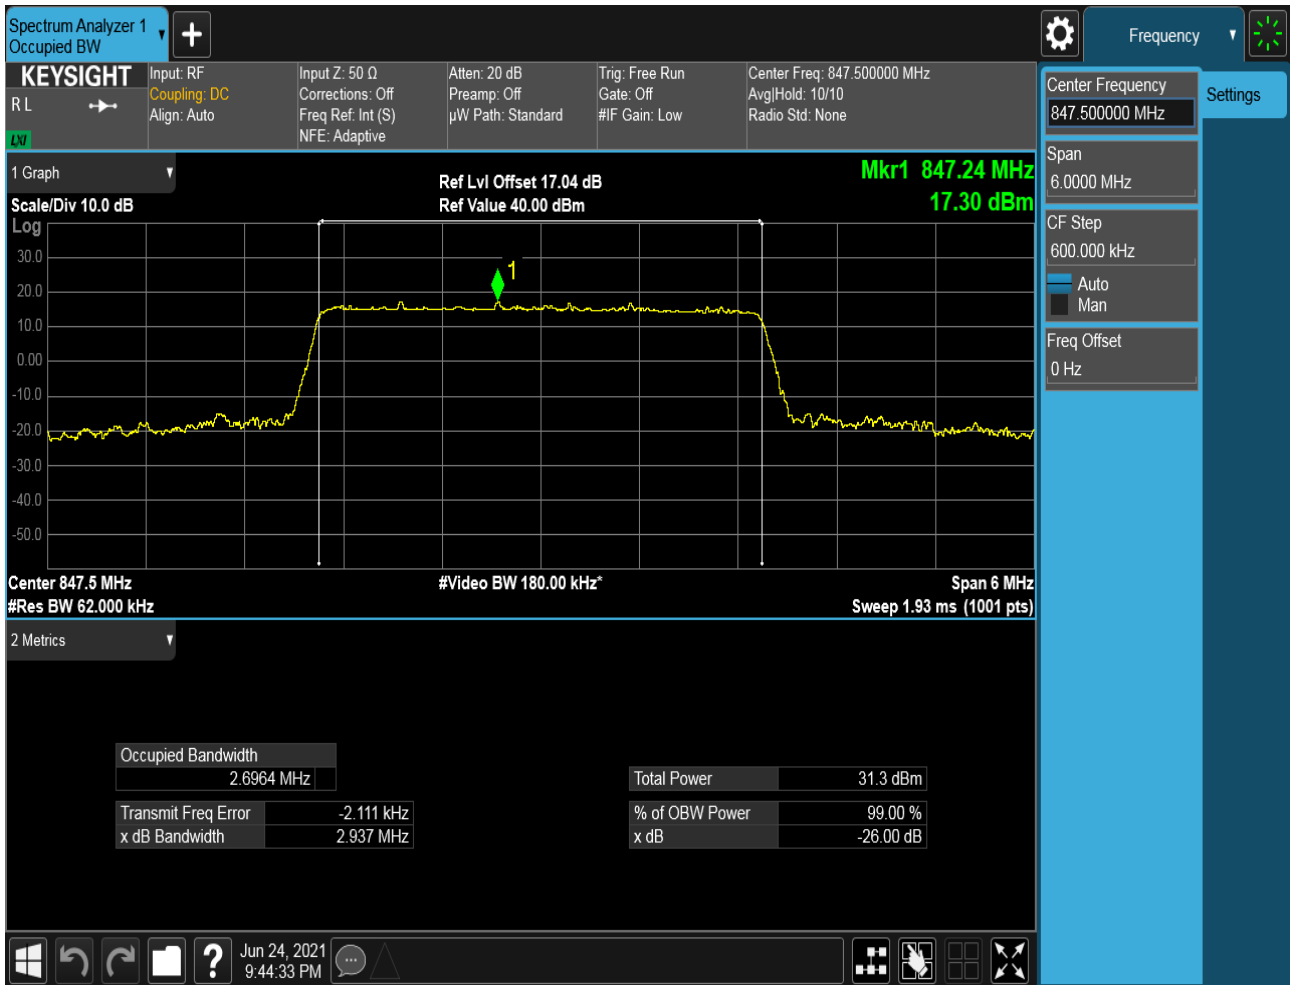 Spectrum Analyzer 1
Occupied BW
Frequency
KEYSIGHT
R L
LXI
Input: RF
Coupling: DC
Align: Auto
Input Z: 50 Ω
Corrections: Off
Freq Ref: Int (S)
NFE: Adaptive
Atten: 20 dB
Preamp: Off
µW Path: Standard
Trig: Free Run
Gate: Off
#IF Gain: Low
Center Freq: 847.500000 MHz
Avg|Hold: 10/10
Radio Std: None
Center Frequency
847.500000 MHz
Settings
Span
6.0000 MHz
CF Step
600.000 kHz
Auto
Man
Freq Offset
0 Hz
1 Graph
Scale/Div 10.0 dB
Log
Ref Lvl Offset 17.04 dB
Ref Value 40.00 dBm
Mkr1 847.24 MHz
17.30 dBm
1
30.0
20.0
10.0
0.00
-10.0
-20.0
-30.0
-40.0
-50.0
Center 847.5 MHz
#Video BW 180.00 kHz*
Span 6 MHz
#Res BW 62.000 kHz
Sweep 1.93 ms (1001 pts)
2 Metrics
Occupied Bandwidth
2.6964 MHz
Total Power 31.3 dBm
Transmit Freq Error -2.111 kHz
% of OBW Power 99.00 %
x dB Bandwidth 2.937 MHz
x dB -26.00 dB
?
Jun 24, 2021
9:44:33 PM